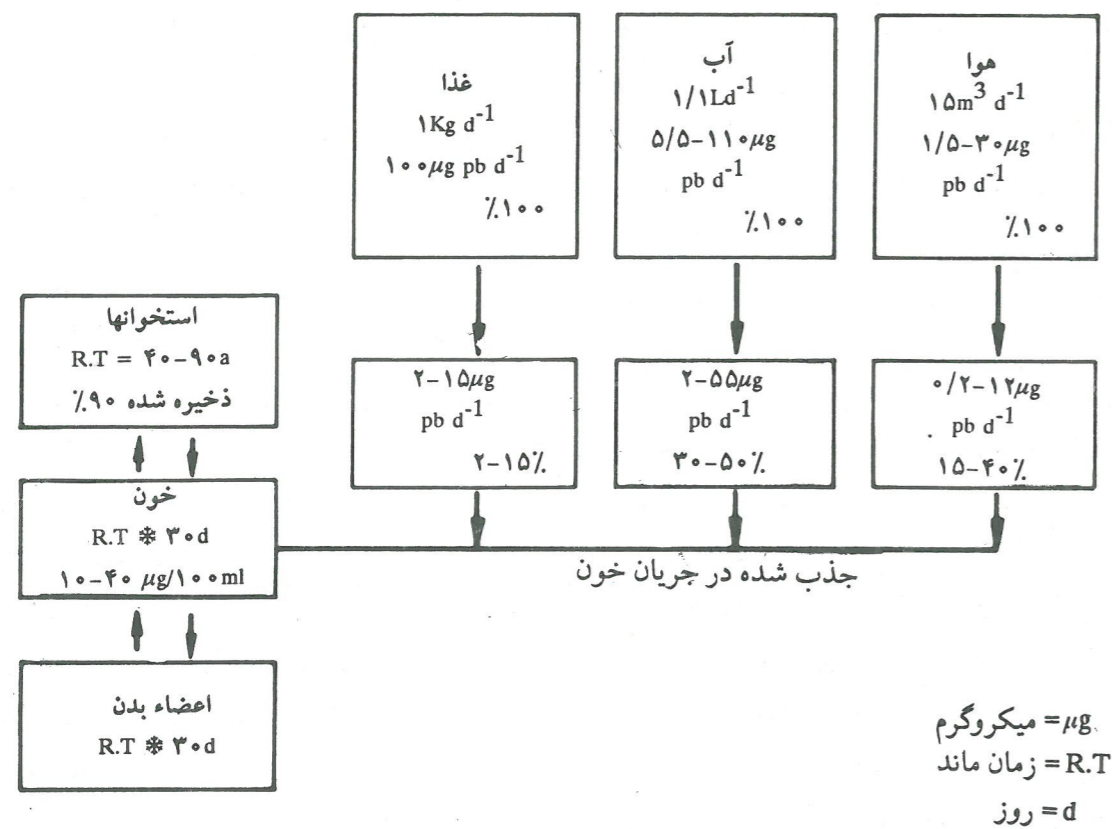 هوا
۱۵m³ d⁻¹
۱/۵-۳۰µg
pb d⁻¹
٪۱۰۰
آب
۱/۱Ld⁻¹
۵/۵-۱۱۰µg
pb d⁻¹
٪۱۰۰
غذا
۱Kg d⁻¹
۱۰۰µg pb d⁻¹
٪۱۰۰
۰/۲-۱۲µg
pb d⁻¹
۱۵-۴۰٪
۲-۵۵µg
pb d⁻¹
۳۰-۵۰٪
۲-۱۵µg
pb d⁻¹
۲-۱۵٪
جذب شده در جریان خون
استخوانها
R.T = ۴۰-۹۰a
ذخیره شده ۹۰٪
خون
R.T ❄ ۳۰d
۱۰-۴۰ µg/۱۰۰ml
اعضاء بدن
R.T ❄ ۳۰d
µg= میکروگرم
R.T= زمان ماند
d= روز